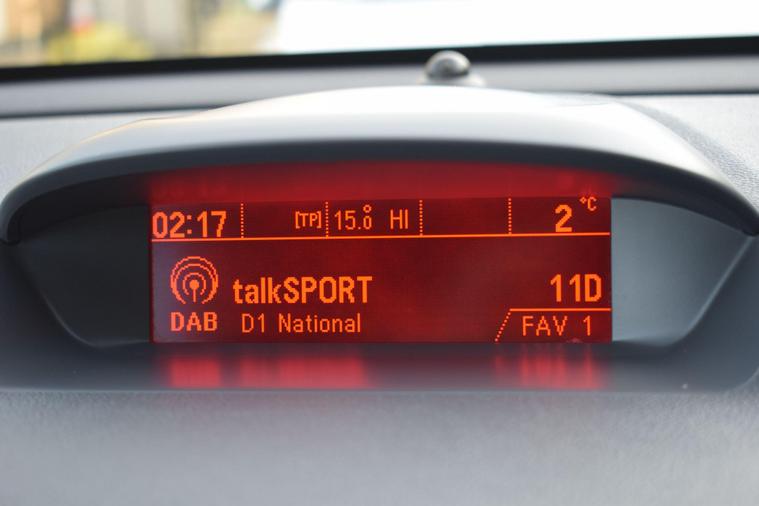 02:17 [TP] 15.0° HI 2°C
talkSPORT 11D
DAB D1 National FAV 1